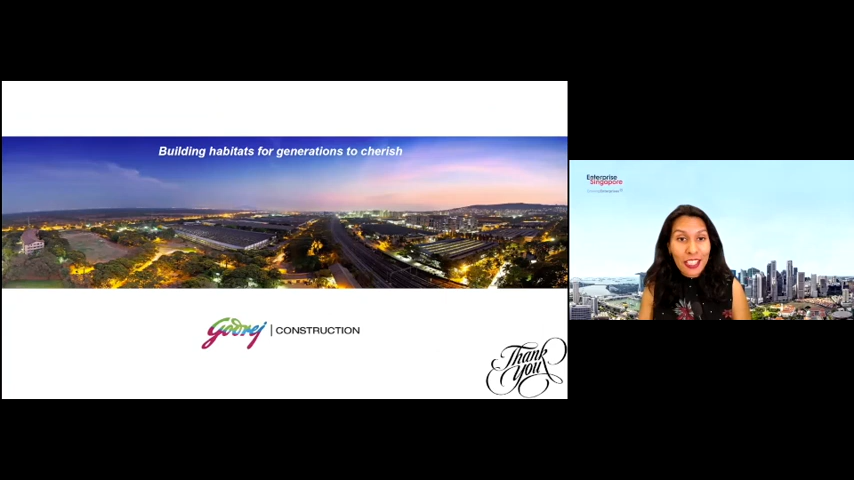 Building habitats for generations to cherish
Godrej | CONSTRUCTION
Thank
You
Enterprise
Singapore